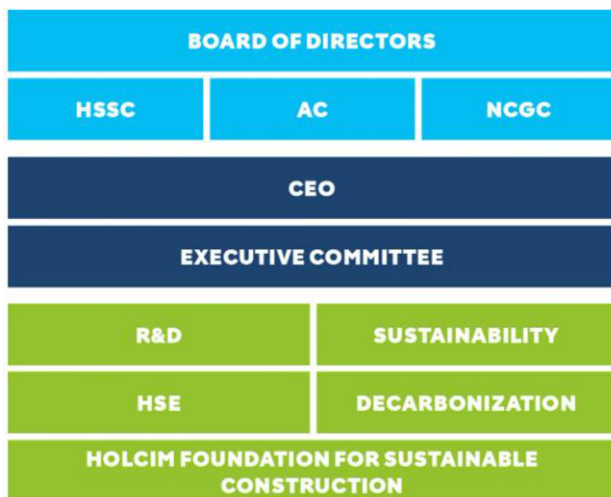 BOARD OF DIRECTORS
HSSC AC NCGC
CEO
EXECUTIVE COMMITTEE
R&D SUSTAINABILITY
HSE DECARBONIZATION
HOLCIM FOUNDATION FOR SUSTAINABLE
CONSTRUCTION